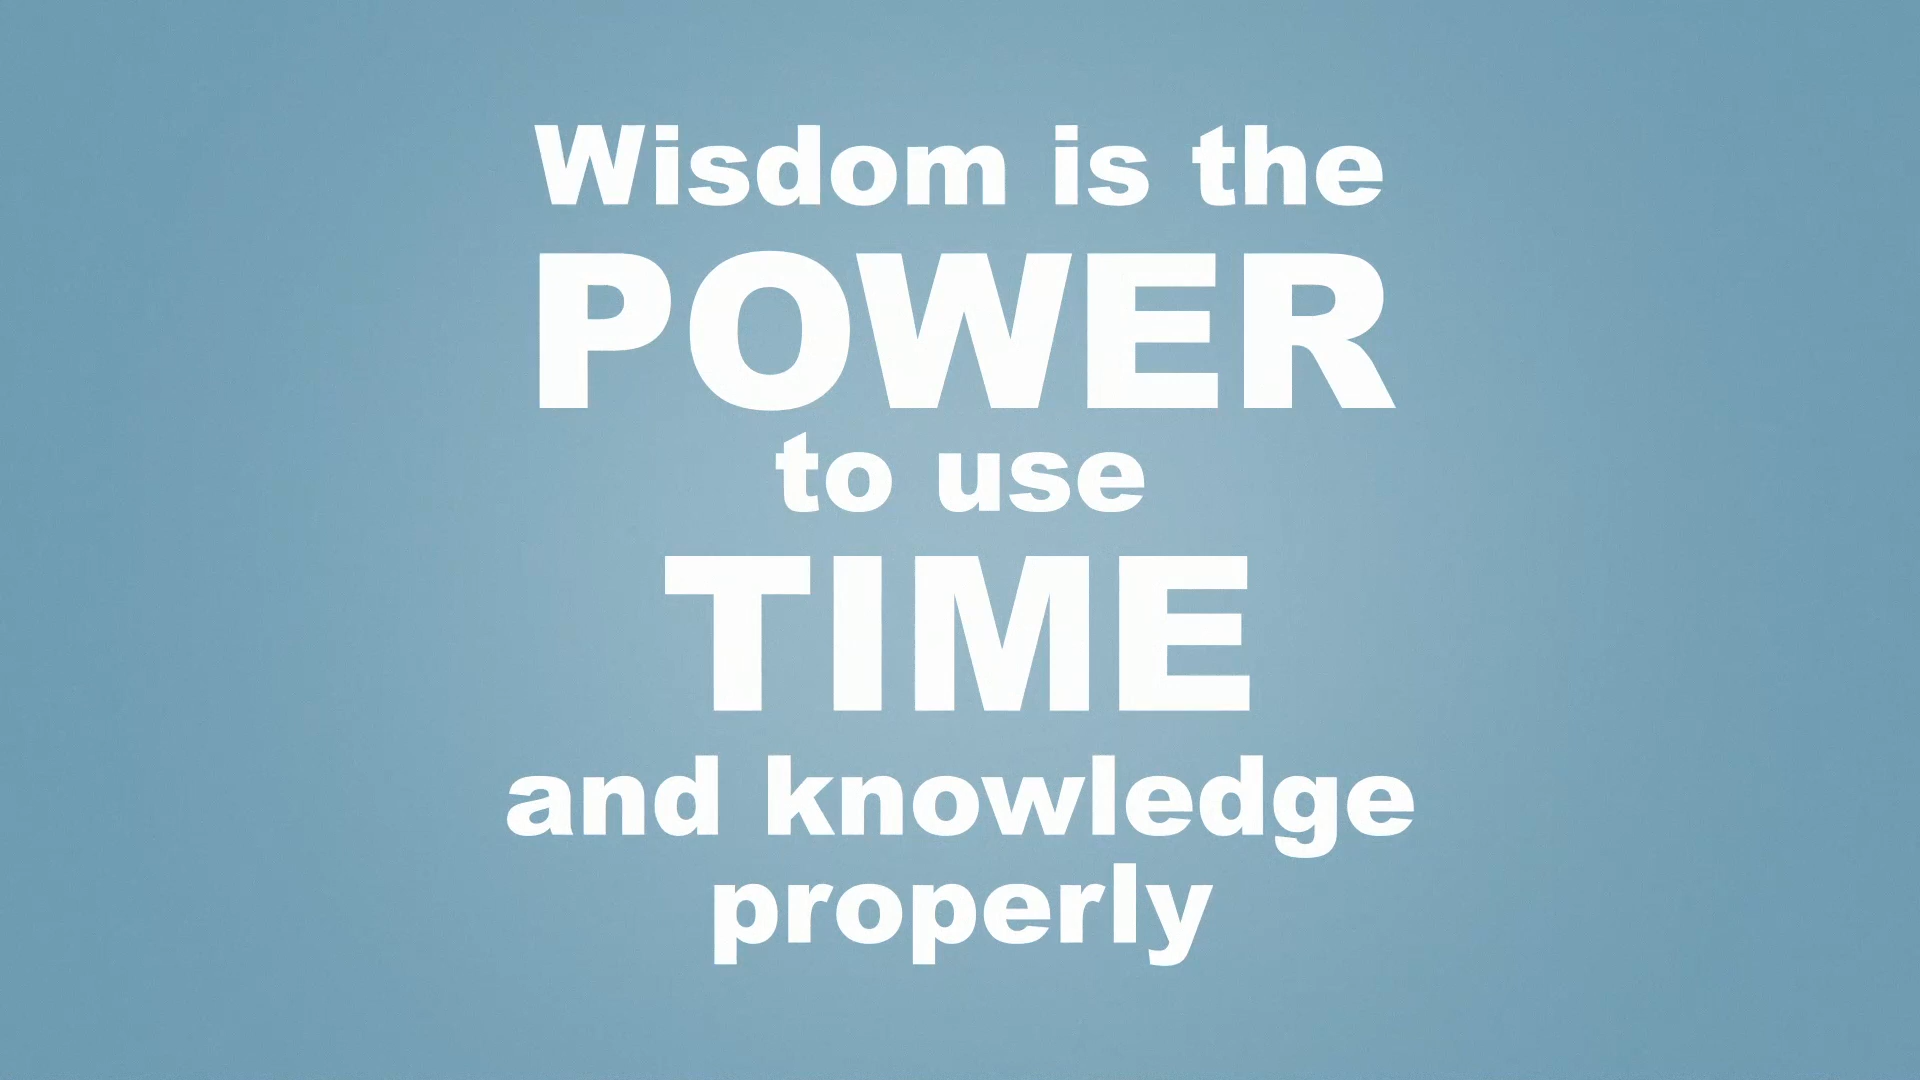 Wisdom is the
POWER
to use
TIME
and knowledge
properly